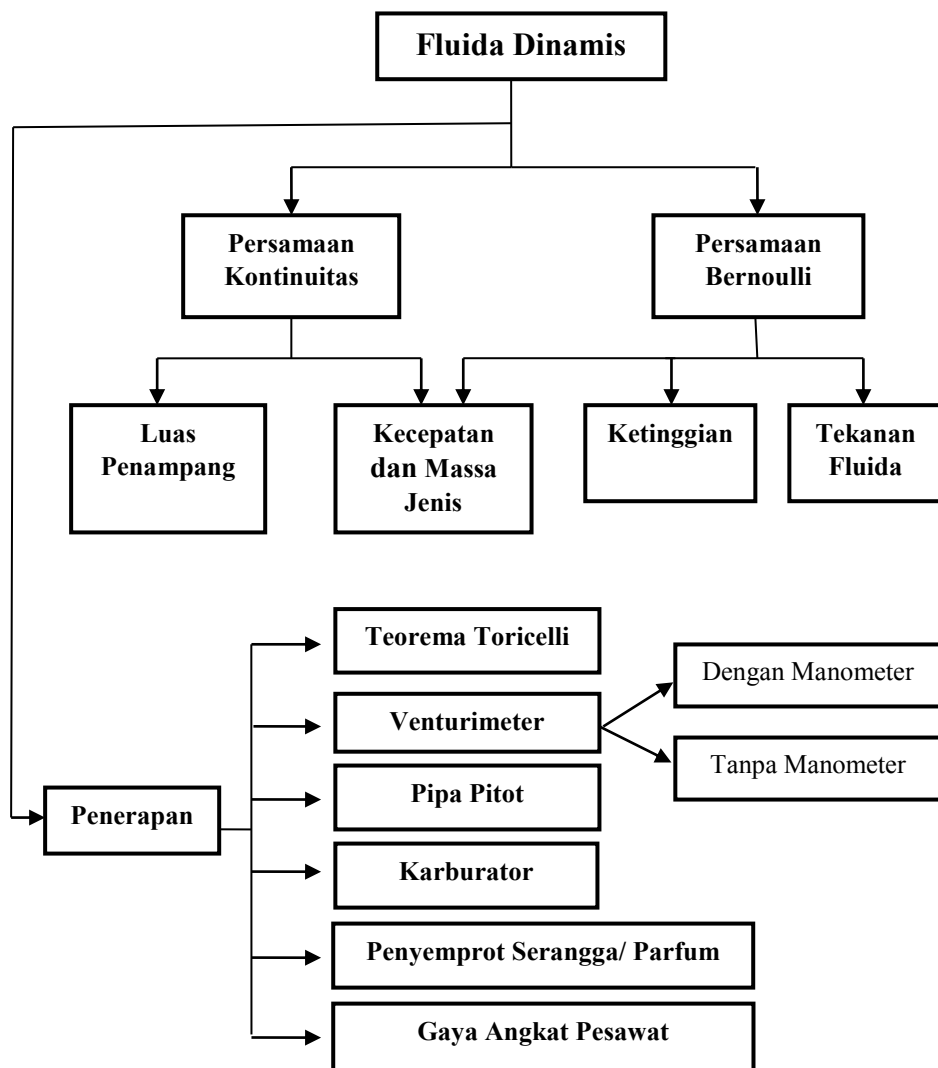 Fluida Dinamis
Persamaan
Kontinuitas
Persamaan
Bernoulli
Luas
Penampang
Kecepatan
dan Massa
Jenis
Ketinggian
Tekanan
Fluida
Teorema Toricelli
Venturimeter
Dengan Manometer
Tanpa Manometer
Pipa Pitot
Penerapan
Karburator
Penyemprot Serangga/ Parfum
Gaya Angkat Pesawat